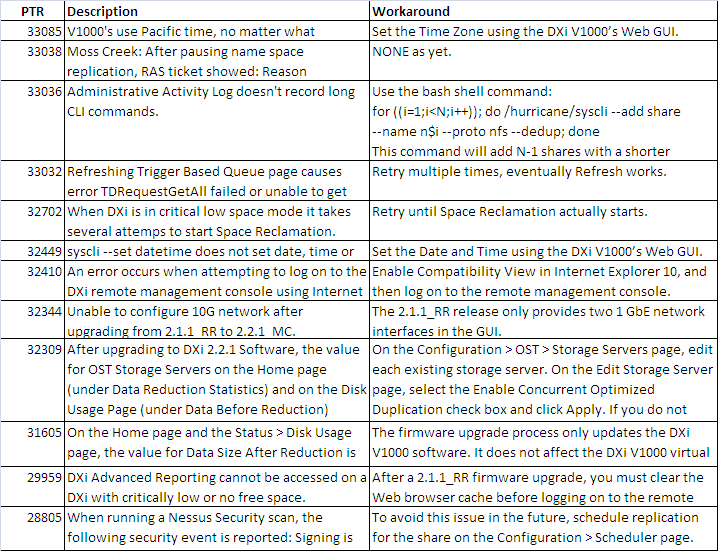 PTR Description Workaround
33085 V1000's use Pacific time, no matter what Set the Time Zone using the DXi V1000’s Web GUI.
33038 Moss Creek: After pausing name space NONE as yet.
replication, RAS ticket showed: Reason
33036 Administrative Activity Log doesn't record long Use the bash shell command:
CLI commands. for ((i=1;i<N;i++)); do /hurricane/syscli --add share
--name n$i --proto nfs --dedup; done
This command will add N-1 shares with a shorter
33032 Refreshing Trigger Based Queue page causes Retry multiple times, eventually Refresh works.
error TDRequestGetAll failed or unable to get
32702 When DXi is in critical low space mode it takes Retry until Space Reclamation actually starts.
several attemps to start Space Reclamation.
32449 syscli --set datetime does not set date, time or Set the Date and Time using the DXi V1000’s Web GUI.
32410 An error occurs when attempting to log on to the Enable Compatibility View in Internet Explorer 10, and
DXi remote management console using Internet then log on to the remote management console.
32344 Unable to configure 10G network after The 2.1.1_RR release only provides two 1 GbE network
upgrading from 2.1.1_RR to 2.2.1_MC. interfaces in the GUI.
32309 After upgrading to DXi 2.2.1 Software, the value On the Configuration > OST > Storage Servers page, edit
for OST Storage Servers on the Home page each existing storage server. On the Edit Storage Server
(under Data Reduction Statistics) and on the Disk page, select the Enable Concurrent Optimized
Usage Page (under Data Before Reduction) Duplication check box and click Apply. If you do not
31605 On the Home page and the Status > Disk Usage The firmware upgrade process only updates the DXi
page, the value for Data Size After Reduction is V1000 software. It does not affect the DXi V1000 virtual
29959 DXi Advanced Reporting cannot be accessed on a After a 2.1.1_RR firmware upgrade, you must clear the
DXi with critically low or no free space. Web browser cache before logging on to the remote
28805 When running a Nessus Security scan, the To avoid this issue in the future, schedule replication
following security event is reported: Signing is for the share on the Configuration > Scheduler page.